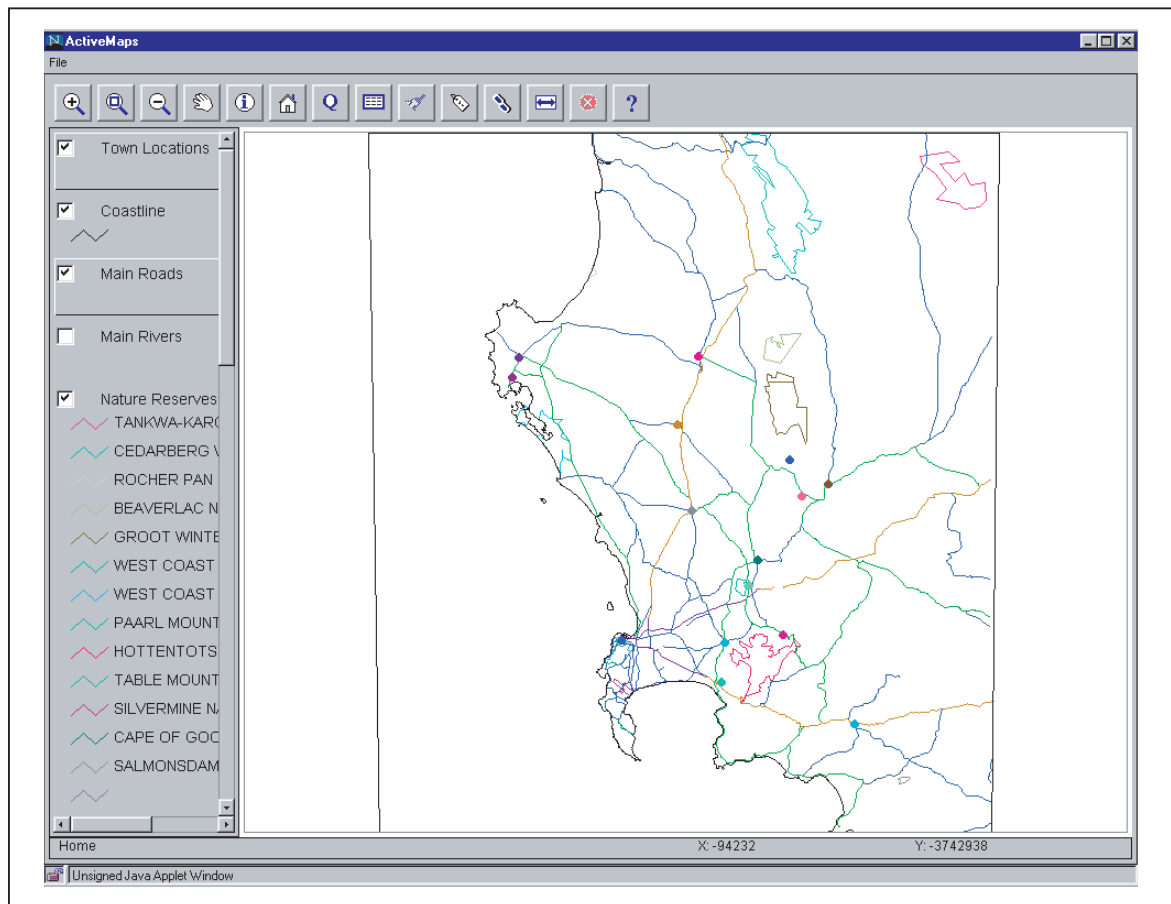 N ActiveMaps
File
Q ?
Town Locations
Coastline
Main Roads
Main Rivers
Nature Reserves
TANKWA-KARO
CEDARBERG W
ROCHER PAN
BEAVERLAC N
GROOT WINTE
WEST COAST
WEST COAST
PAARL MOUNT
HOTTENTOTS
TABLE MOUNT
SILVERMINE NA
CAPE OF GOO
SALMONSDAM
Home X: -94232 Y: -3742938
Unsigned Java Applet Window